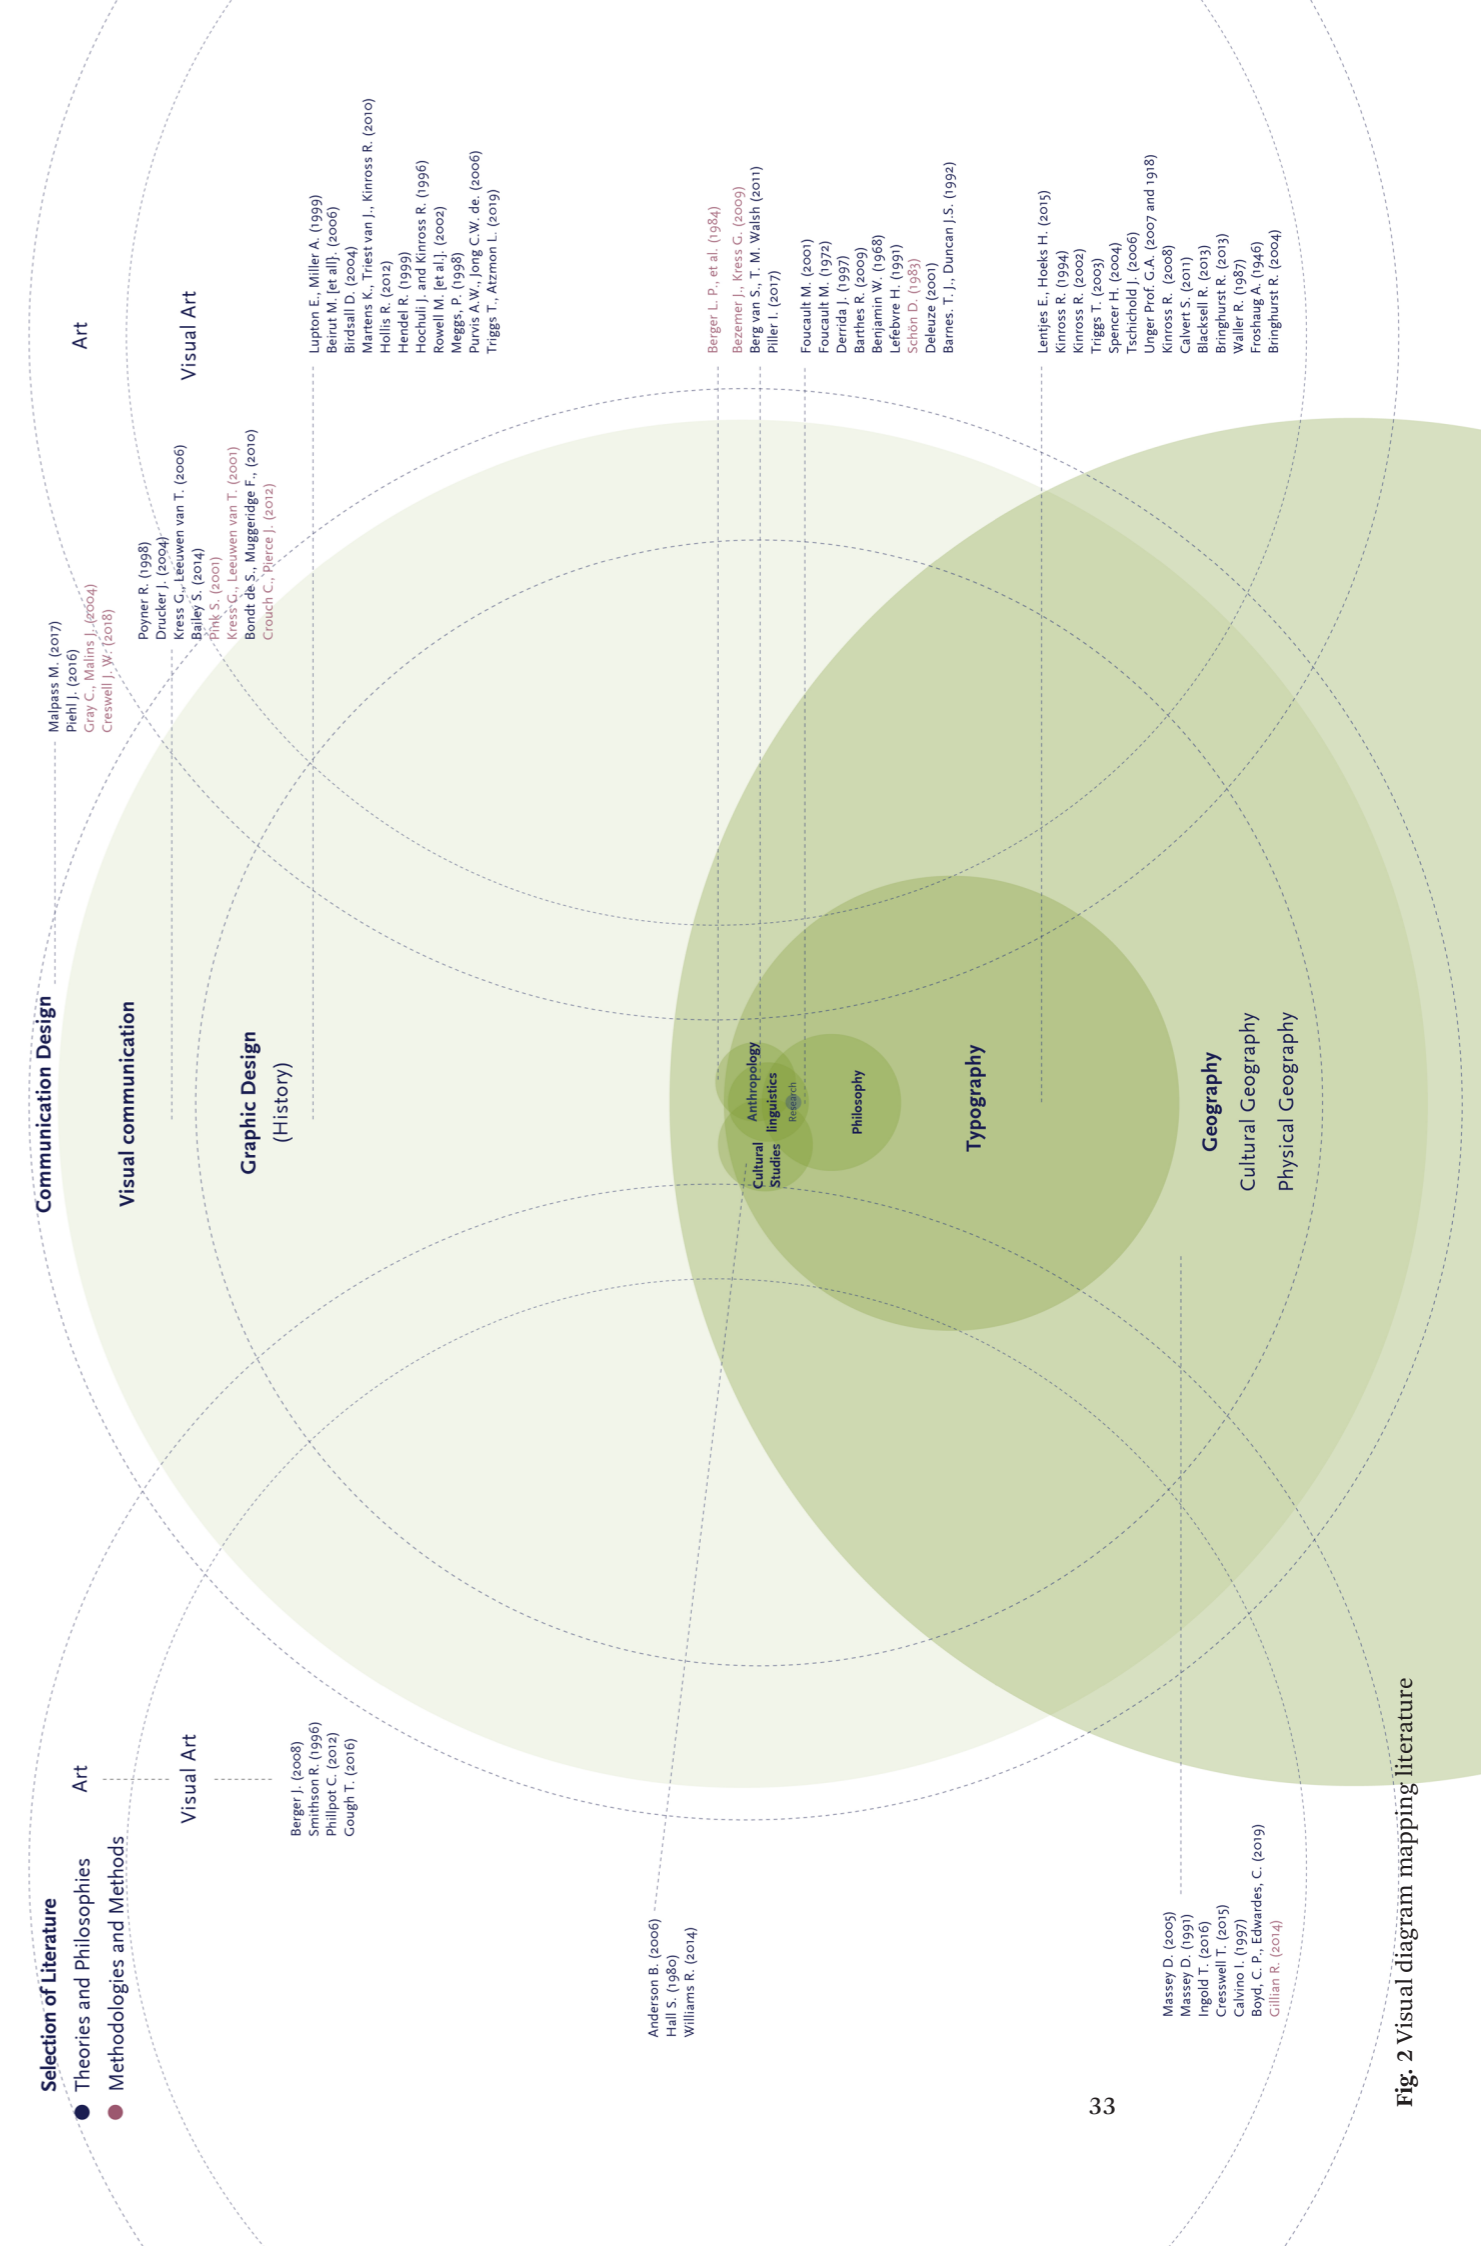 Selection of Literature
Theories and Philosophies
Methodologies and Methods
Art
Visual Art
Berger J. (2008)
Smithson R. (1996)
Phillpot C. (2012)
Gough T. (2016)
Anderson B. (2006)
Hall S. (1980)
Williams R. (2014)
Massey D. (2005)
Massey D. (1991)
Ingold T. (2016)
Cresswell T. (2015)
Calvino I. (1997)
Boyd, C. P., Edwardes, C. (2019)
Gillian R. (2014)
Communication Design
Visual communication
Graphic Design
(History)
Anthropology
linguistics
Research
Cultural
Studies
Philosophy
Typography
Geography
Cultural Geography
Physical Geography
Malpass M. (2017)
Piehl J. (2016)
Gray C., Malins J. (2004)
Creswell J. W. (2018)
Poyner R. (1998)
Drucker J. (2004)
Kress G., Leeuwen van T. (2006)
Bailey S. (2014)
Pink S. (2001)
Kress G., Leeuwen van T. (2001)
Bondt de S., Muggeridge F., (2010)
Crouch C., Pierce J. (2012)
Art
Visual Art
Lupton E., Miller A. (1999)
Beirut M. [et all}. (2006)
Birdsall D. (2004)
Martens K., Triest van J., Kinross R. (2010)
Hollis R. (2012)
Hendel R. (1999)
Hochuli J. and Kinross R. (1996)
Rowell M. [et al.]. (2002)
Meggs, P. (1998)
Purvis A.W., Jong C.W. de. (2006)
Triggs T., Atzmon L. (2019)
Berger L. P., et al. (1984)
Bezemer J., Kress G. (2009)
Berg van S., T. M. Walsh (2011)
Piller I. (2017)
Foucault M. (2001)
Foucault M. (1972)
Derrida J. (1997)
Barthes R. (2009)
Benjamin W. (1968)
Lefebvre H. (1991)
Schön D. (1983)
Deleuze (2001)
Barnes. T. J., Duncan J.S. (1992)
Lentjes E., Hoeks H. (2015)
Kinross R. (1994)
Kinross R. (2002)
Triggs T. (2003)
Spencer H. (2004)
Tschichold J. (2006)
Unger Prof. G.A. (2007 and 1918)
Kinross R. (2008)
Calvert S. (2011)
Blacksell R. (2013)
Bringhurst R. (2013)
Waller R. (1987)
Froshaug A. (1946)
Bringhurst R. (2004)
Fig. 2 Visual diagram mapping literature
33